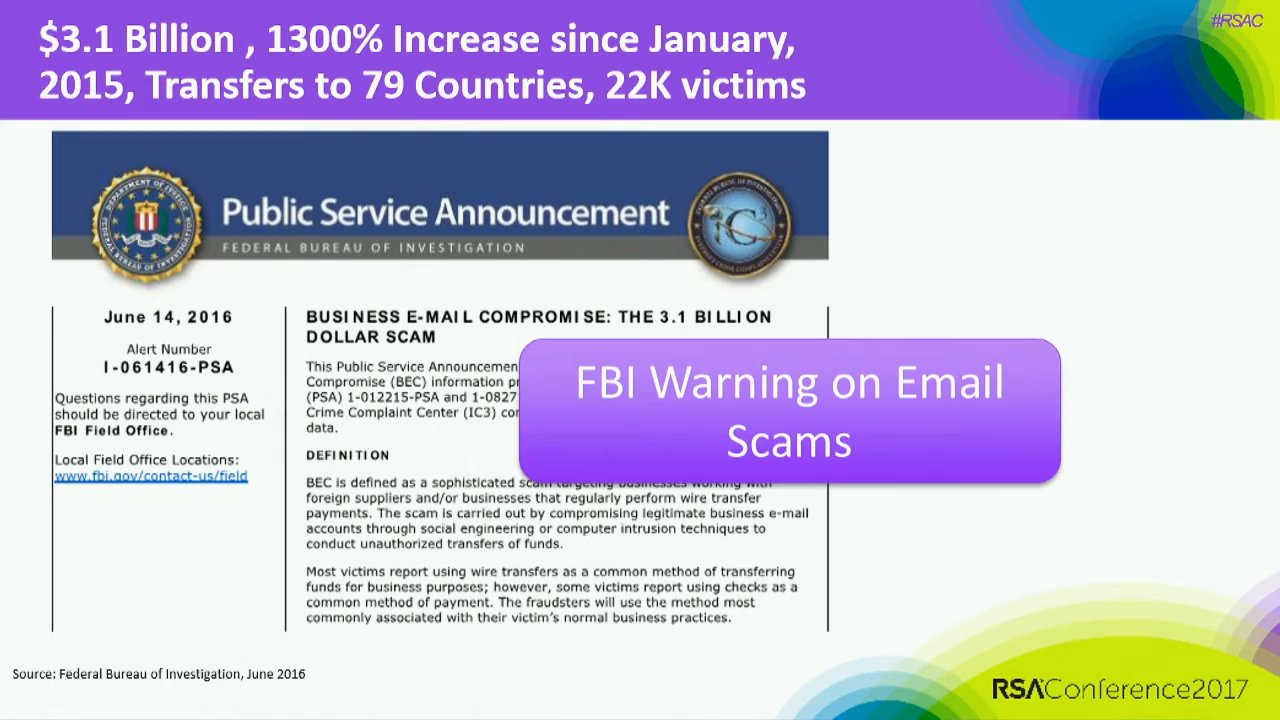 $3.1 Billion , 1300% Increase since January,
2015, Transfers to 79 Countries, 22K victims
#RSAC
Public Service Announcement
FEDERAL BUREAU OF INVESTIGATION
June 14, 2016
Alert Number
I-061416-PSA
Questions regarding this PSA
should be directed to your local
FBI Field Office.
Local Field Office Locations:
www.fbi.gov/contact-us/field
BUSINESS E-MAIL COMPROMISE: THE 3.1 BILLION
DOLLAR SCAM
This Public Service
Compromise (BEC) information
(PSA) 1-012215-PSA and
Crime Complaint Center (IC3)
data.
DEFINITION
BEC is defined as a sophisticated scam targeting businesses working with
foreign suppliers and/or businesses that regularly perform wire transfer
payments. The scam is carried out by compromising legitimate business e-mail
accounts through social engineering or computer intrusion techniques to
conduct unauthorized transfers of funds.
Most victims report using wire transfers as a common method of transferring
funds for business purposes; however, some victims report using checks as a
common method of payment. The fraudsters will use the method most
commonly associated with their victim's normal business practices.
FBI Warning on Email
Scams
Source: Federal Bureau of Investigation, June 2016
RSAConference2017